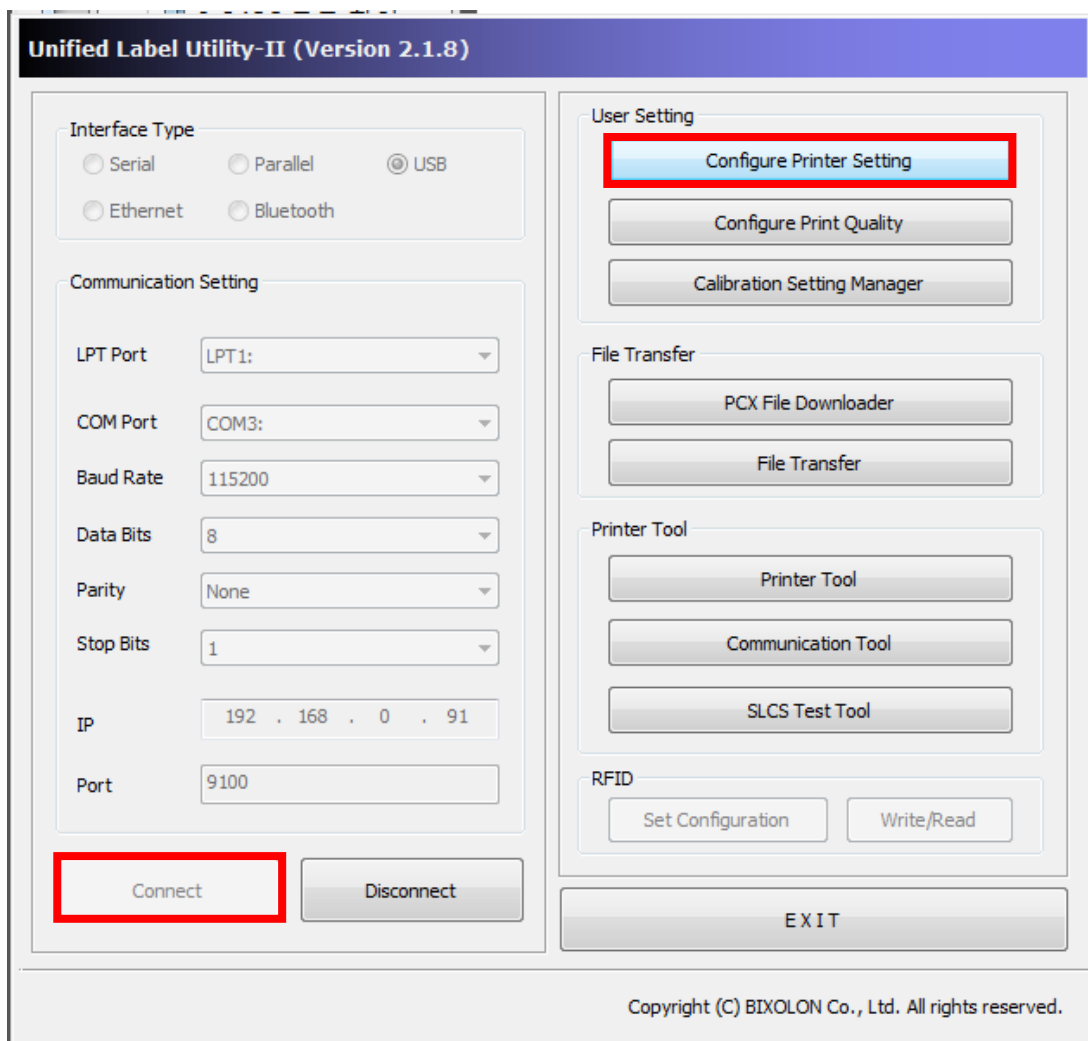 Unified Label Utility-II (Version 2.1.8)
Interface Type
Serial
Parallel
USB
Ethernet
Bluetooth
Communication Setting
LPT Port
LPT1:
COM Port
COM3:
Baud Rate
115200
Data Bits
8
Parity
None
Stop Bits
1
IP
192 . 168 . 0 . 91
Port
9100
Connect
Disconnect
User Setting
Configure Printer Setting
Configure Print Quality
Calibration Setting Manager
File Transfer
PCX File Downloader
File Transfer
Printer Tool
Printer Tool
Communication Tool
SLCS Test Tool
RFID
Set Configuration
Write/Read
EXIT
Copyright (C) BIXOLON Co., Ltd. All rights reserved.